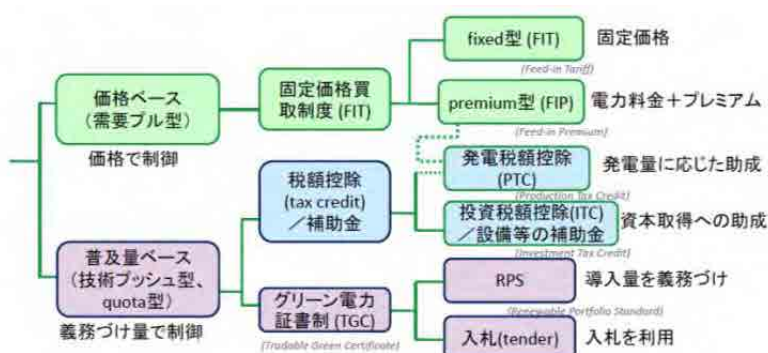 fixed型 (FIT)
固定価格
(Feed-in Tariff)
価格ベース
(需要プル型)
価格で制御
固定価格買
取制度 (FIT)
premium型 (FIP)
電力料金＋プレミアム
(Feed-in Premium)
税額控除
(tax credit)
／補助金
発電税額控除
(PTC)
発電量に応じた助成
(Production Tax Credit)
投資税額控除(ITC)
／設備等の補助金
資本取得への助成
(Investment Tax Credit)
普及量ベース
(技術プッシュ型、
quota型)
義務づけ量で制御
グリーン電力
証書制 (TGC)
(Tradable Green Certificate)
RPS
導入量を義務づけ
(Renewable Portfolio Standard)
入札(tender)
入札を利用